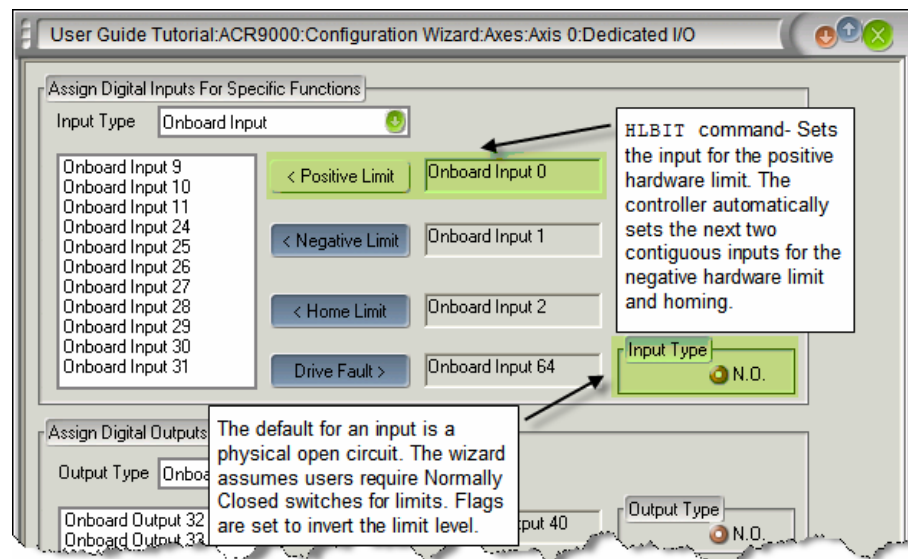 User Guide Tutorial:ACR9000:Configuration Wizard:Axes:Axis 0:Dedicated I/O
Assign Digital Inputs For Specific Functions
Input Type
Onboard Input
Onboard Input 9
Onboard Input 10
Onboard Input 11
Onboard Input 24
Onboard Input 25
Onboard Input 26
Onboard Input 27
Onboard Input 28
Onboard Input 29
Onboard Input 30
Onboard Input 31
< Positive Limit
Onboard Input 0
< Negative Limit
Onboard Input 1
< Home Limit
Onboard Input 2
Drive Fault >
Onboard Input 64
HLBIT command- Sets
the input for the positive
hardware limit. The
controller automatically
sets the next two
contiguous inputs for the
negative hardware limit
and homing.
Input Type
N.O.
The default for an input is a
physical open circuit. The wizard
assumes users require Normally
Closed switches for limits. Flags
are set to invert the limit level.
Assign Digital Outputs
Output Type
Onboard Output 32
Onboard Output 33
put 40
Output Type
N.O.